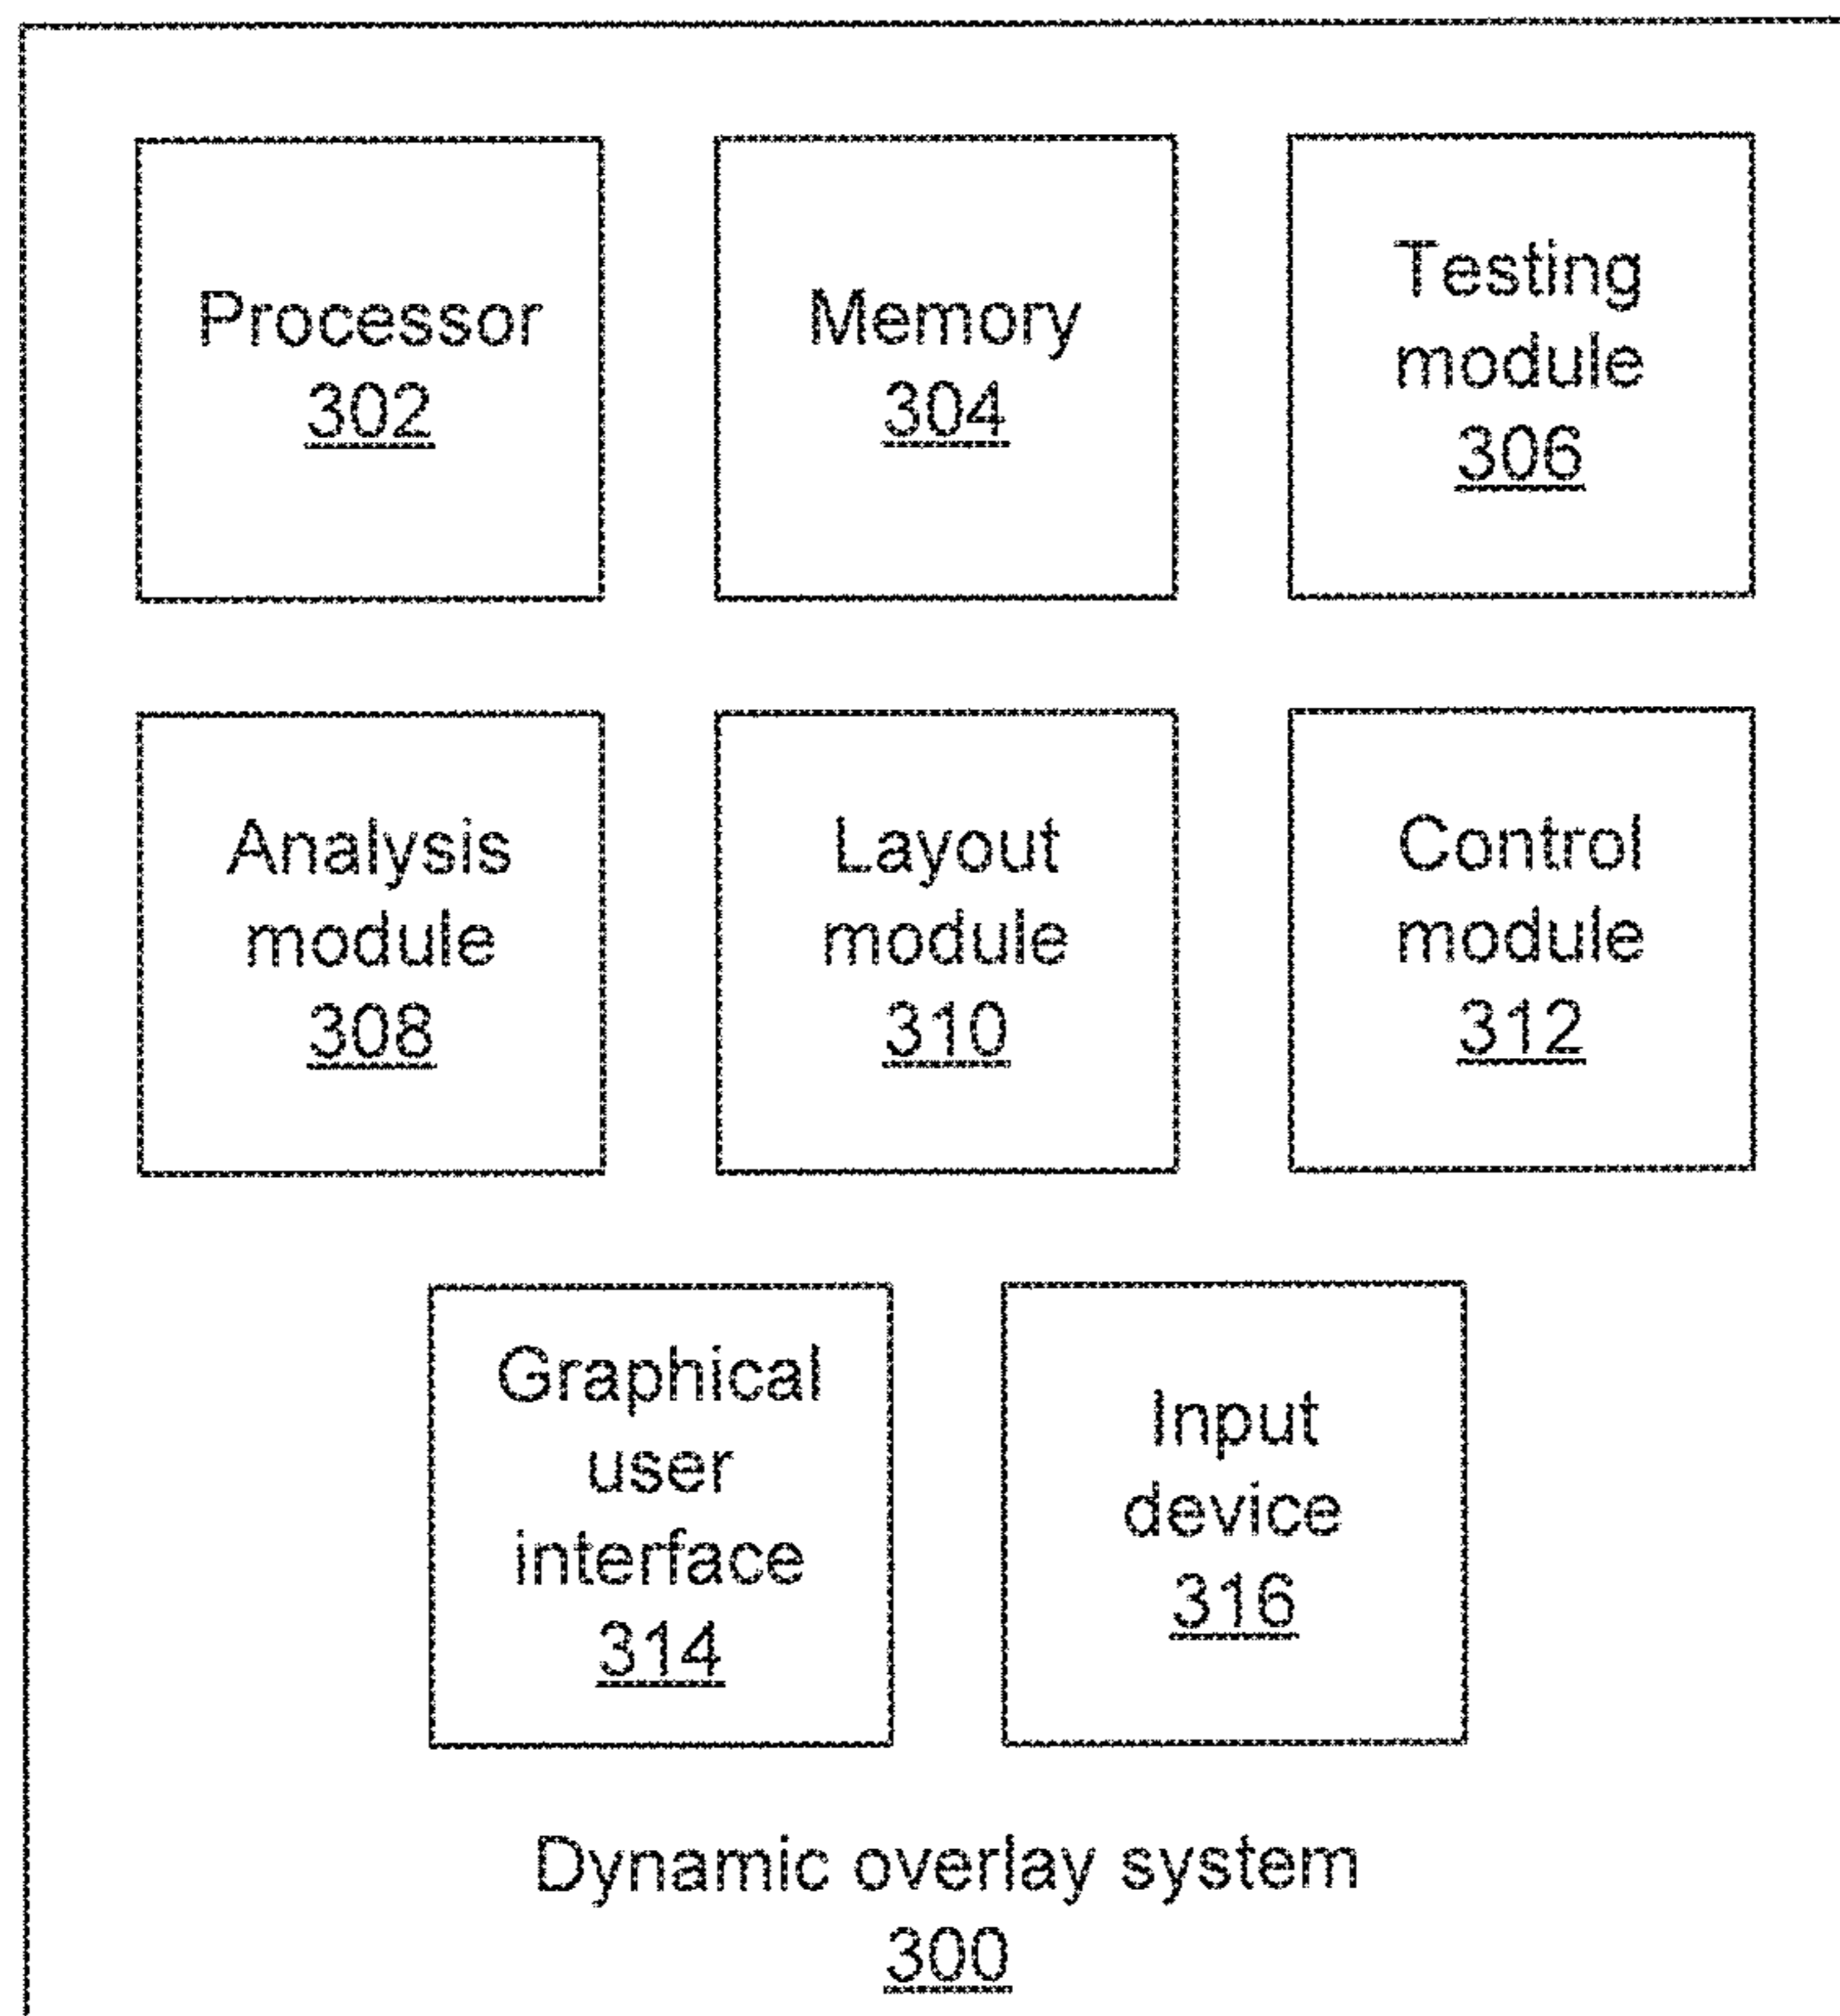 Processor
302
Memory
304
Testing
module
306
Analysis
module
308
Layout
module
310
Control
module
312
Graphical
user
interface
314
Input
device
316
Dynamic overlay system
300